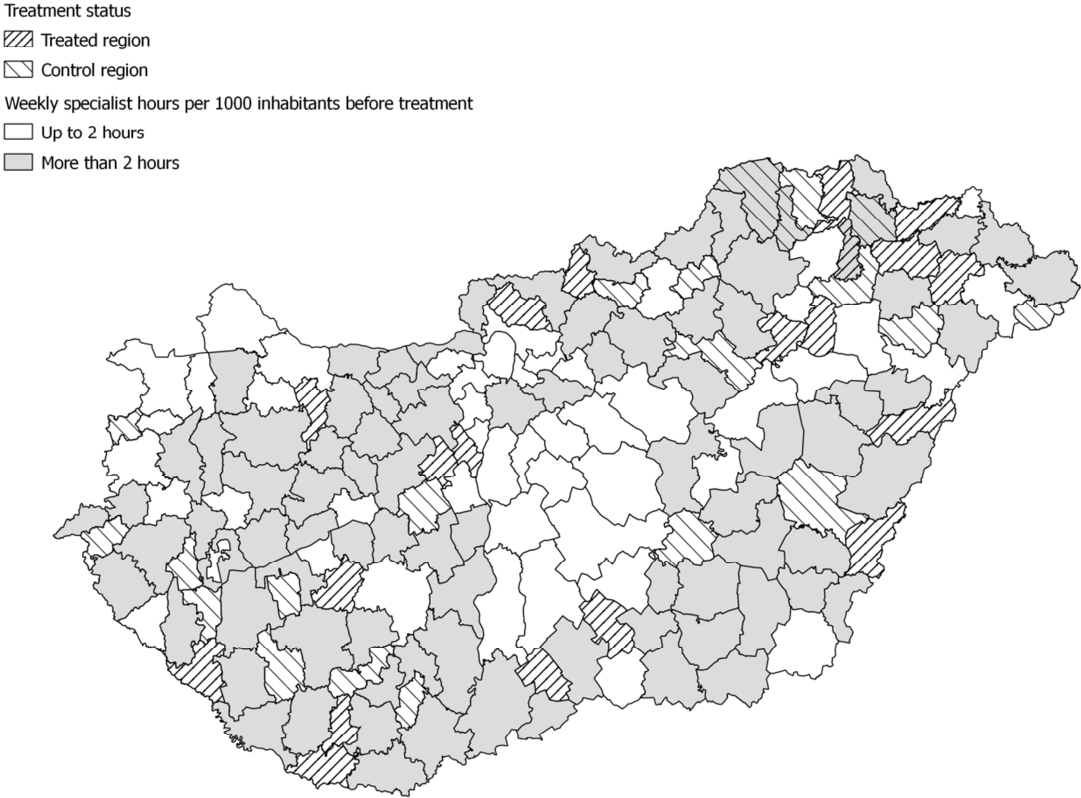 Treatment status
Treated region
Control region
Weekly specialist hours per 1000 inhabitants before treatment
Up to 2 hours
More than 2 hours